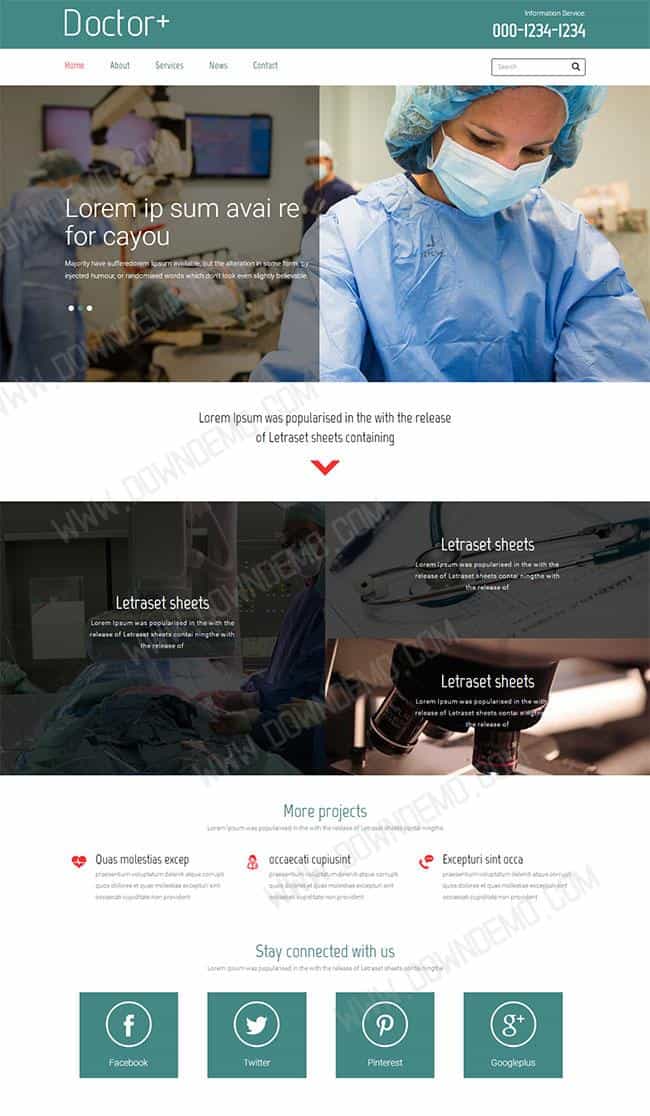 Doctor+
Information Service:
000-1234-1234
Home About Services News Contact
Search
Lorem ip sum avai re
for cayou
Majority have sufferedorem Ipsum available, but the alteration in some form, by
injected humour, or randomised words which don't look even slightly believable.
Lorem Ipsum was popularised in the with the release
of Letraset sheets containing
Letraset sheets
Lorem Ipsum was popularised in the with the
release of Letraset sheets contai ningthe with
the release of
Letraset sheets
Lorem Ipsum was popularised in the with the
release of Letraset sheets contai ningthe with
the release of
Letraset sheets
Lorem Ipsum was popularised in the with the
release of Letraset sheets contai ningthe with
the release of
More projects
Lorem Ipsum was popularised in the with the release of Letraset sheets contai ningthe
Quas molestias excep
praesentium voluptatum deleniti atque corrupti
quos dolores et quas molestias excepturi sint
occaecati cupiditate non provident
occaecati cupiusint
praesentium voluptatum deleniti atque corrupti
quos dolores et quas molestias excepturi sint
occaecati cupiditate non provident
Excepturi sint occa
praesentium voluptatum deleniti atque corrupti
quos dolores et quas molestias excepturi sint
occaecati cupiditate non provident
Stay connected with us
Lorem Ipsum was popularised in the with the release of Letraset sheets contai ningthe
Facebook Twitter Pinterest Googleplus
WWW.DOWNDEMO.COM